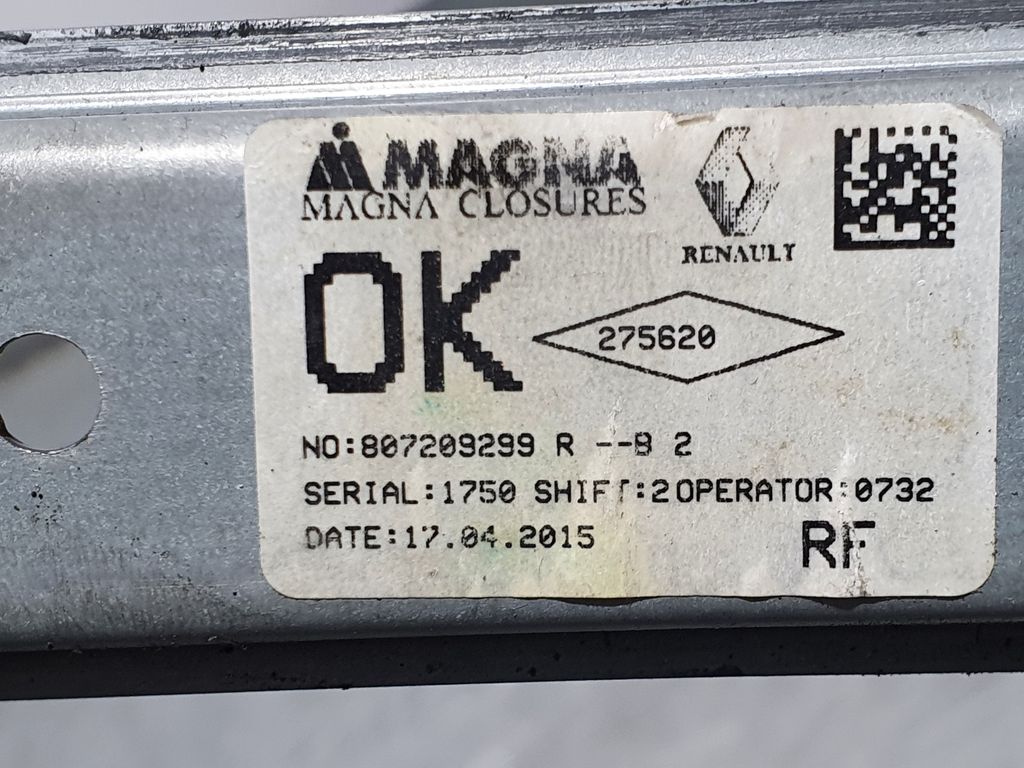 MAGNA
MAGNA CLOSURES
RENAULT
OK
275620
NO:807209299 R --B 2
SERIAL:1750 SHIFT:2OPERATOR:0732
DATE:17.04.2015
RF